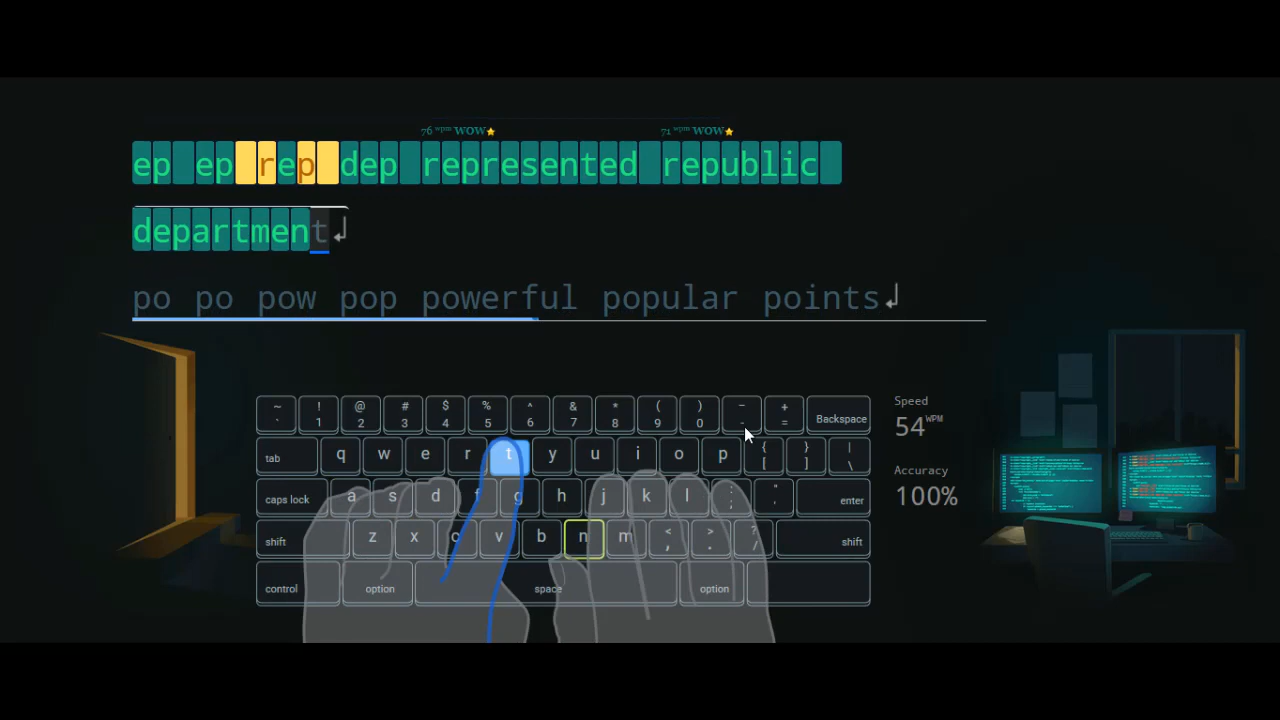 76 wpm WOW 71 wpm WOW
ep ep rep dep represented republic
department
po po pow pop powerful popular points
~ ! @ # $ % ^ & * ( ) – +
` 1 2 3 4 5 6 7 8 9 0 - = Backspace
tab q w e r t y u i o p { [ } ] | \
caps lock a s d f g h j k l : ; " ' enter
shift z x c v b n m < , > . ? / shift
control option space option
Speed
54 WPM
Accuracy
100%